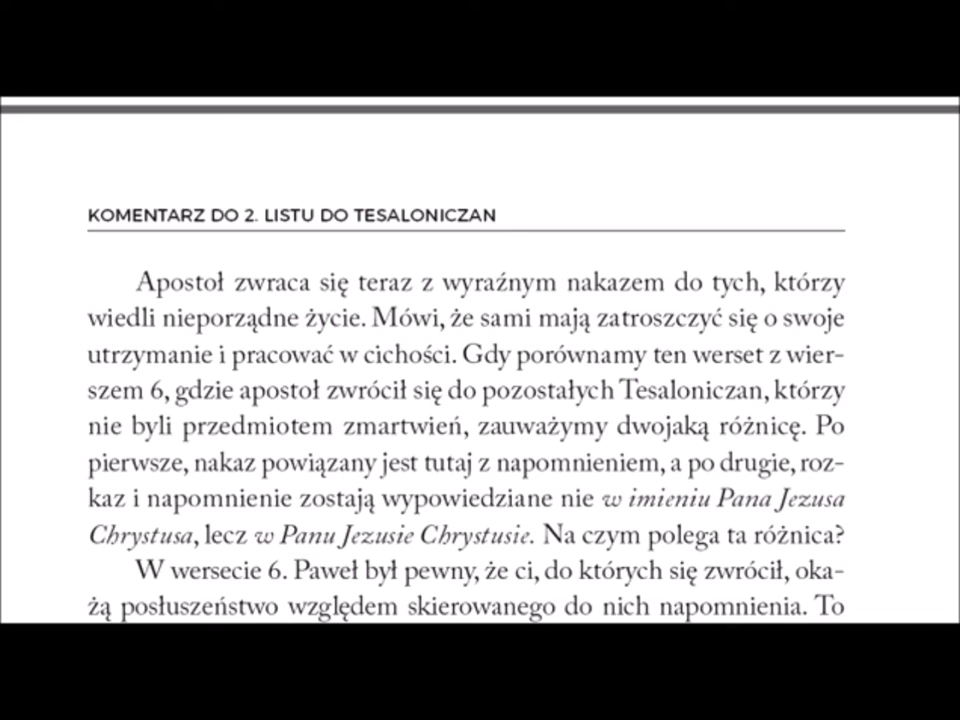 KOMENTARZ DO 2. LISTU DO TESALONICZAN
Apostoł zwraca się teraz z wyraźnym nakazem do tych, którzy
wiedli nieporządne życie. Mówi, że sami mają zatroszczyć się o swoje
utrzymanie i pracować w cichości. Gdy porównamy ten werset z wier-
szem 6, gdzie apostoł zwrócił się do pozostałych Tesaloniczan, którzy
nie byli przedmiotem zmartwień, zauważymy dwojaką różnicę. Po
pierwsze, nakaz powiązany jest tutaj z napomnieniem, a po drugie, roz-
kaz i napomnienie zostają wypowiedziane nie w imieniu Pana Jezusa
Chrystusa, lecz w Panu Jezusie Chrystusie. Na czym polega ta różnica?
W wersecie 6. Paweł był pewny, że ci, do których się zwrócił, oka-
żą posłuszeństwo względem skierowanego do nich napomnienia. To